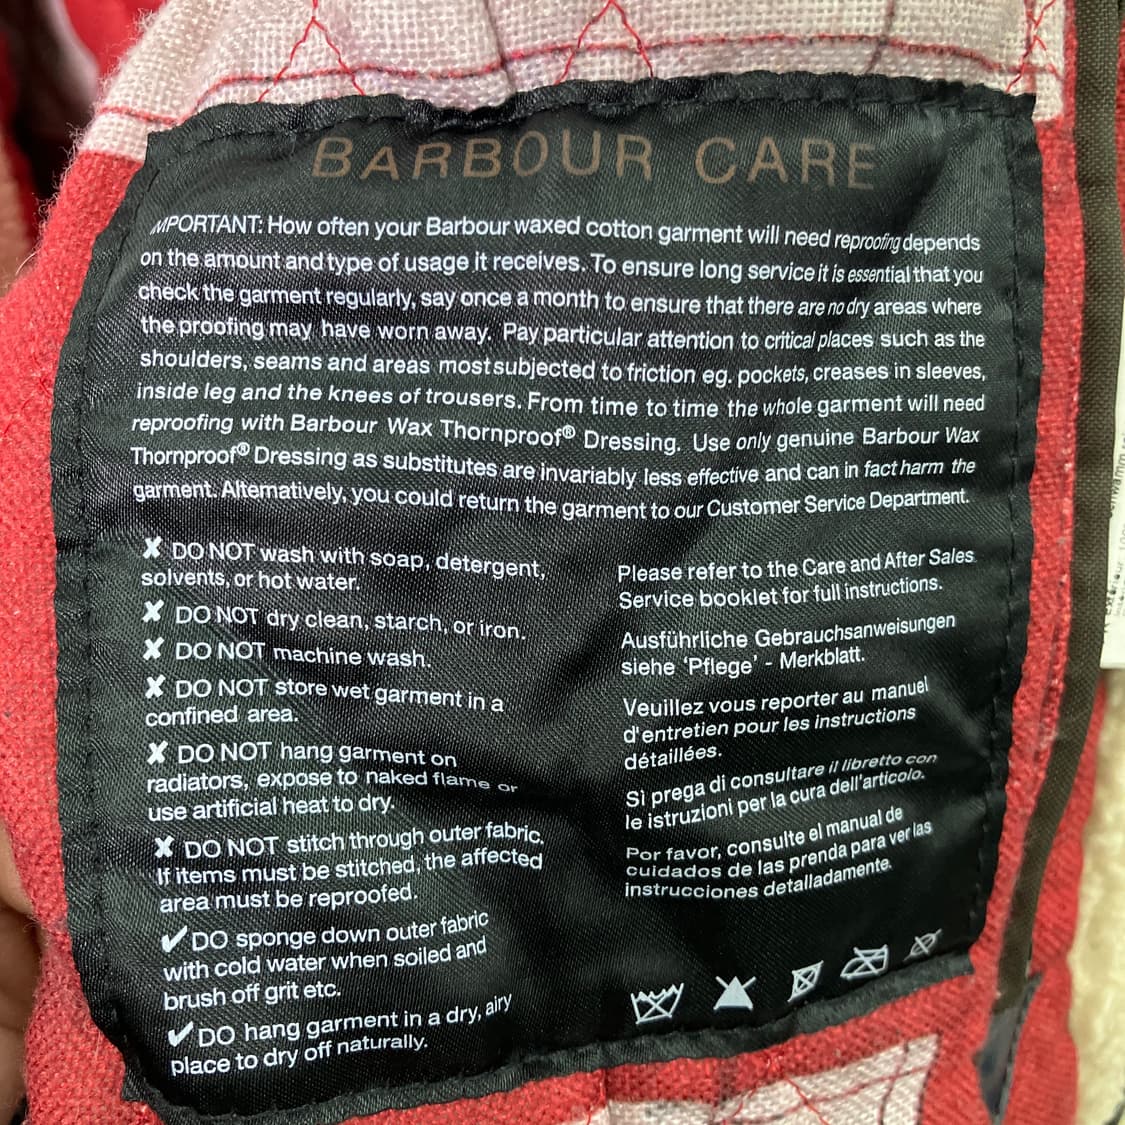 BARBOUR CARE
IMPORTANT: How often your Barbour waxed cotton garment will need reproofing depends
on the amount and type of usage it receives. To ensure long service it is essential that you
check the garment regularly, say once a month to ensure that there are no dry areas where
the proofing may have worn away. Pay particular attention to critical places such as the
shoulders, seams and areas most subjected to friction eg. pockets, creases in sleeves,
inside leg and the knees of trousers. From time to time the whole garment will need
reproofing with Barbour Wax Thornproof® Dressing. Use only genuine Barbour Wax
Thornproof® Dressing as substitutes are invariably less effective and can in fact harm the
garment. Alternatively, you could return the garment to our Customer Service Department.
✘ DO NOT wash with soap, detergent,
solvents, or hot water.
✘ DO NOT dry clean, starch, or iron.
✘ DO NOT machine wash.
✘ DO NOT store wet garment in a
confined area.
✘ DO NOT hang garment on
radiators, expose to naked flame or
use artificial heat to dry.
✘ DO NOT stitch through outer fabric.
If items must be stitched, the affected
area must be reproofed.
✔ DO sponge down outer fabric
with cold water when soiled and
brush off grit etc.
✔ DO hang garment in a dry, airy
place to dry off naturally.
Please refer to the Care and After Sales
Service booklet for full instructions.
Ausführliche Gebrauchsanweisungen
siehe ‘Pflege’ - Merkblatt.
Veuillez vous reporter au manuel
d'entretien pour les instructions
détaillées.
Sì prega di consultare il libretto con
le istruzioni per la cura dell'articolo.
Por favor, consulte el manual de
cuidados de las prenda para ver las
instrucciones detalladamente.